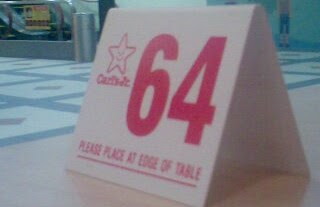 64
Carl's Jr.
PLEASE PLACE AT EDGE OF TABLE